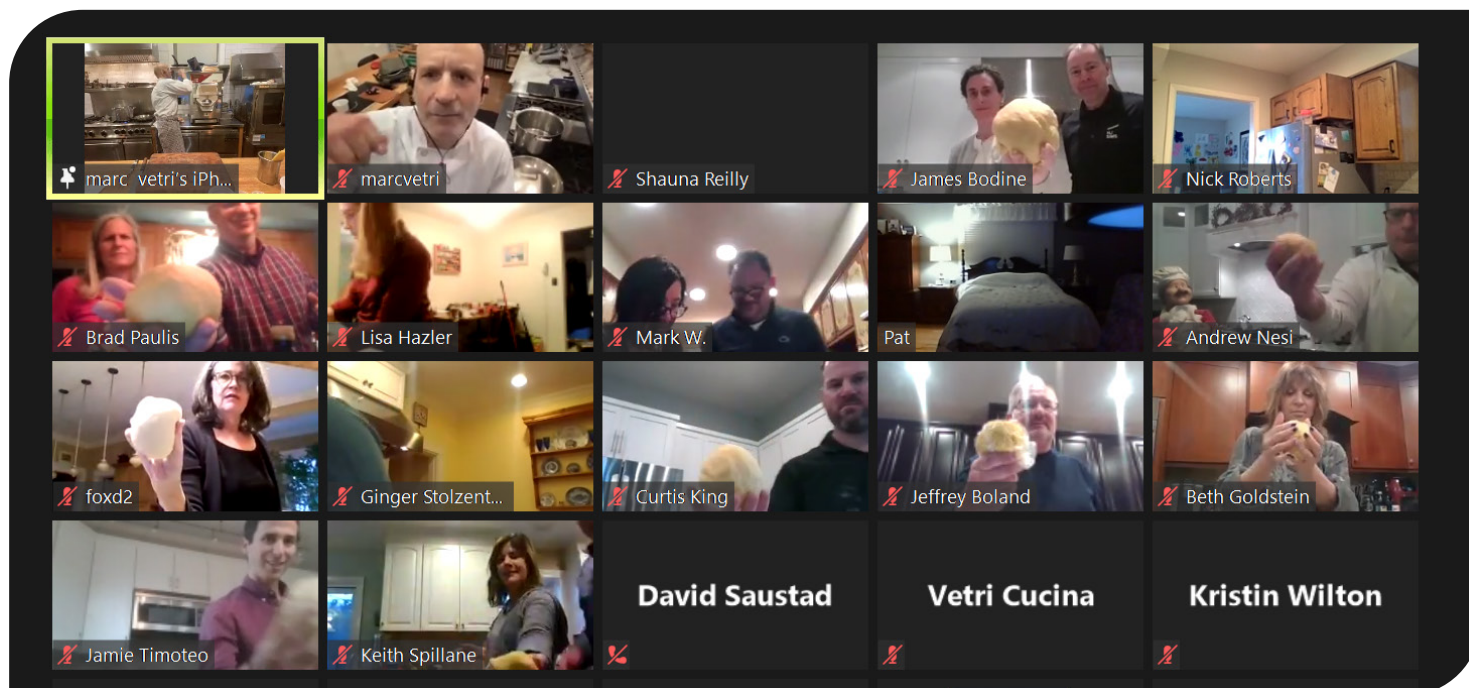 marc vetri's iPh...
marcvetri
Shauna Reilly
James Bodine
Nick Roberts
Brad Paulis
Lisa Hazler
Mark W.
Pat
Andrew Nesi
foxd2
Ginger Stolzent...
Curtis King
Jeffrey Boland
Beth Goldstein
Jamie Timoteo
Keith Spillane
David Saustad
Vetri Cucina
Kristin Wilton